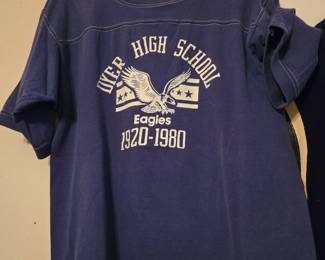 DYER HIGH SCHOOL
Eagles
1920-1980